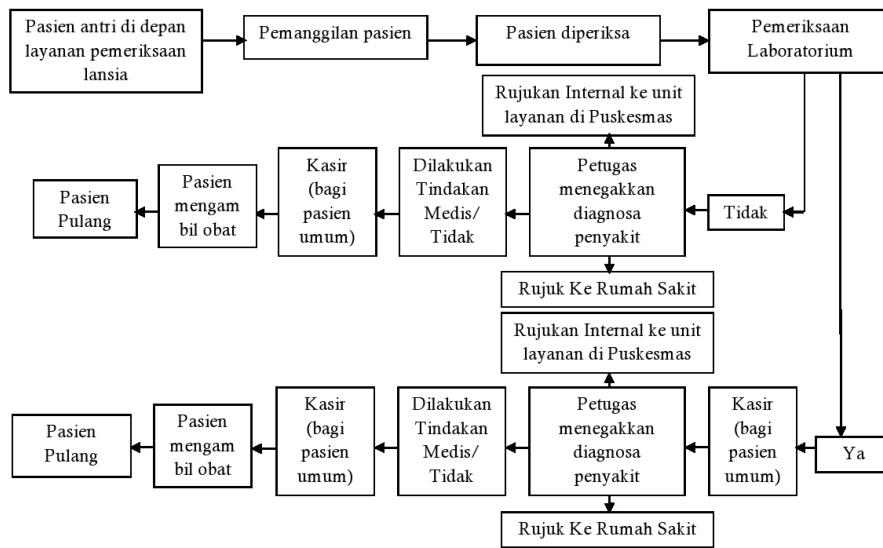 Pasien antri di depan
layanan pemeriksaan
lansia
Pemanggilan pasien
Pasien diperiksa
Pemeriksaan
Laboratorium
Rujukan Internal ke unit
layanan di Puskesmas
Pasien
Pulang
Pasien
mengam
bil obat
Kasir
(bagi
pasien
umum)
Dilakukan
Tindakan
Medis/
Tidak
Petugas
menegakkan
diagnosa
penyakit
Tidak
Rujuk Ke Rumah Sakit
Rujukan Internal ke unit
layanan di Puskesmas
Pasien
Pulang
Pasien
mengam
bil obat
Kasir
(bagi
pasien
umum)
Dilakukan
Tindakan
Medis/
Tidak
Petugas
menegakkan
diagnosa
penyakit
Kasir
(bagi
pasien
umum)
Ya
Rujuk Ke Rumah Sakit